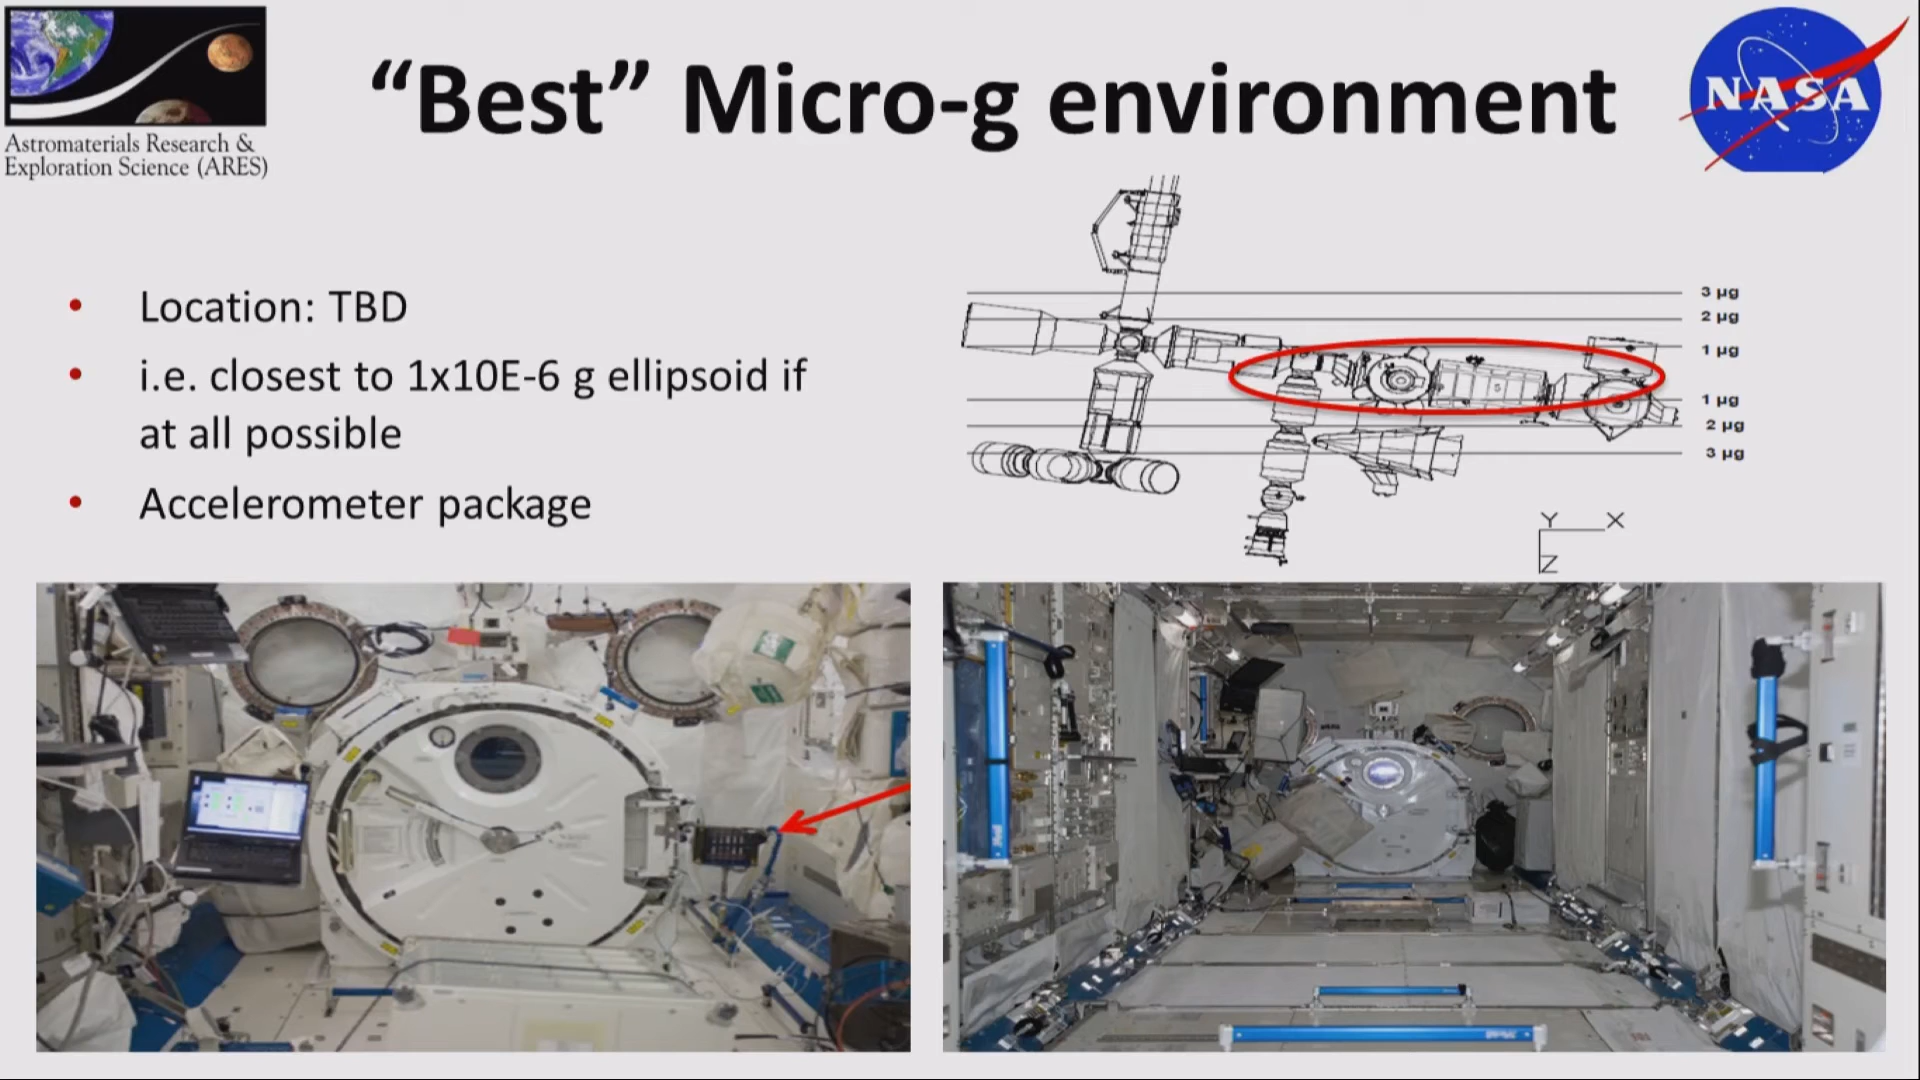 Astromaterials Research &
Exploration Science (ARES)
“Best” Micro-g environment
NASA
• Location: TBD
• i.e. closest to 1x10E-6 g ellipsoid if
at all possible
• Accelerometer package
3 µg
2 µg
1 µg
1 µg
2 µg
3 µg
Y X
Z